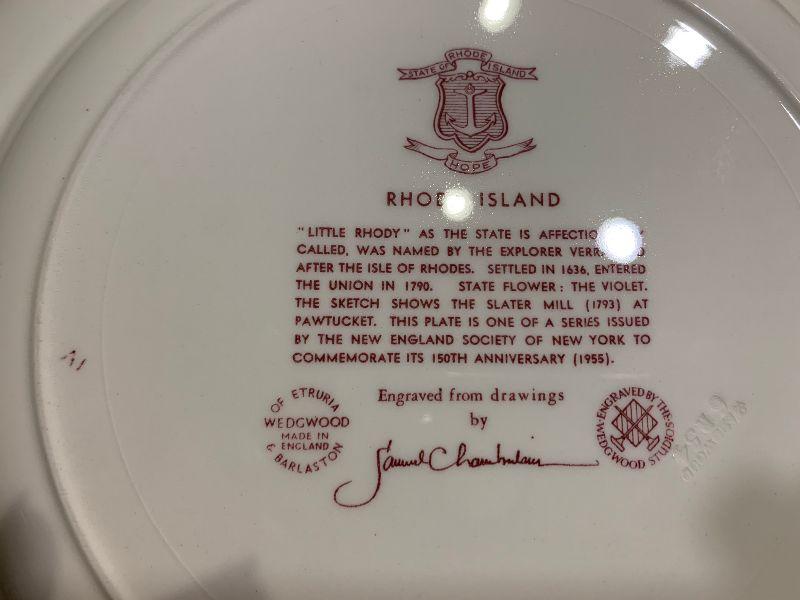 STATE OF RHODE ISLAND
HOPE
RHODE ISLAND
"LITTLE RHODY" AS THE STATE IS
CALLED, WAS NAMED BY THE EXPLORER
AFTER THE ISLE OF RHODES. SETTLED IN 1636, ENTERED
THE UNION IN 1790. STATE FLOWER: THE VIOLET.
THE SKETCH SHOWS THE SLATER MILL (1793) AT
PAWTUCKET. THIS PLATE IS ONE OF A SERIES ISSUED
BY THE NEW ENGLAND SOCIETY OF NEW YORK TO
COMMEMORATE ITS 150TH ANNIVERSARY (1955).
Engraved from drawings
by
Samuel Chamberlain
OF ETRURIA
WEDGWOOD
MADE IN
ENGLAND
& BARLASTON
ENGRAVED BY THE
WEDGWOOD STUDIOS